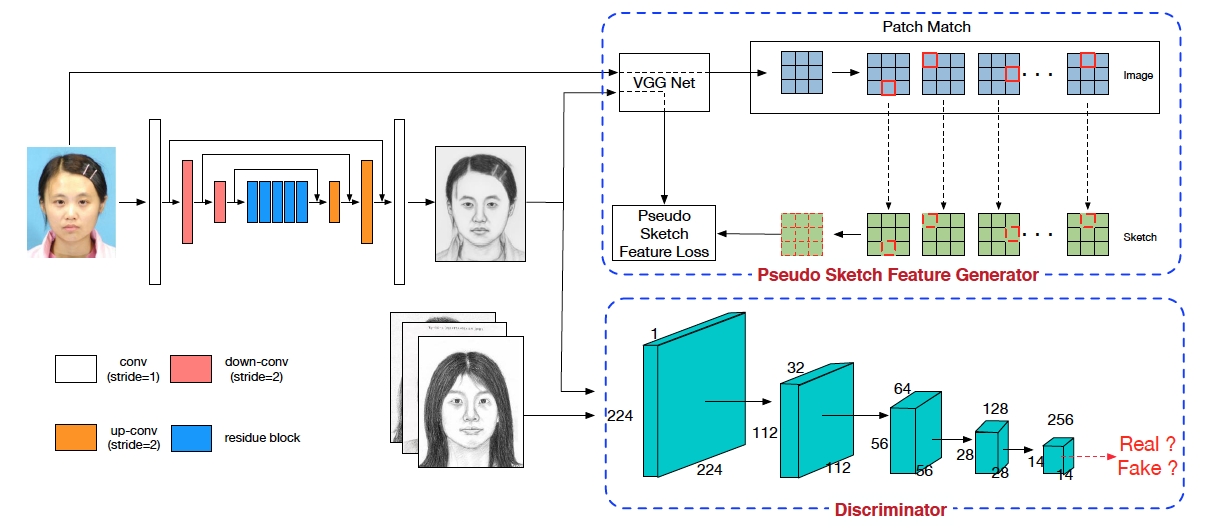 Patch Match
VGG Net
Image
Pseudo
Sketch
Feature Loss
Sketch
Pseudo Sketch Feature Generator
conv
(stride=1)
down-conv
(stride=2)
up-conv
(stride=2)
residue block
1
224
224
32
112
112
64
56
56
128
28
28
256
14
14
Real ?
Fake ?
Discriminator